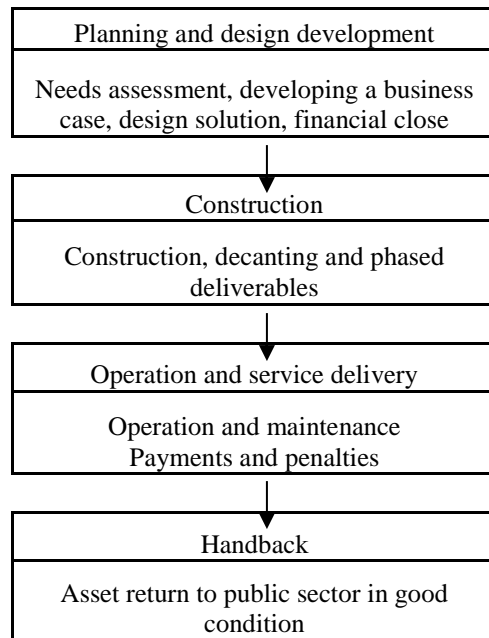 Planning and design development
Needs assessment, developing a business
case, design solution, financial close
Construction
Construction, decanting and phased
deliverables
Operation and service delivery
Operation and maintenance
Payments and penalties
Handback
Asset return to public sector in good
condition